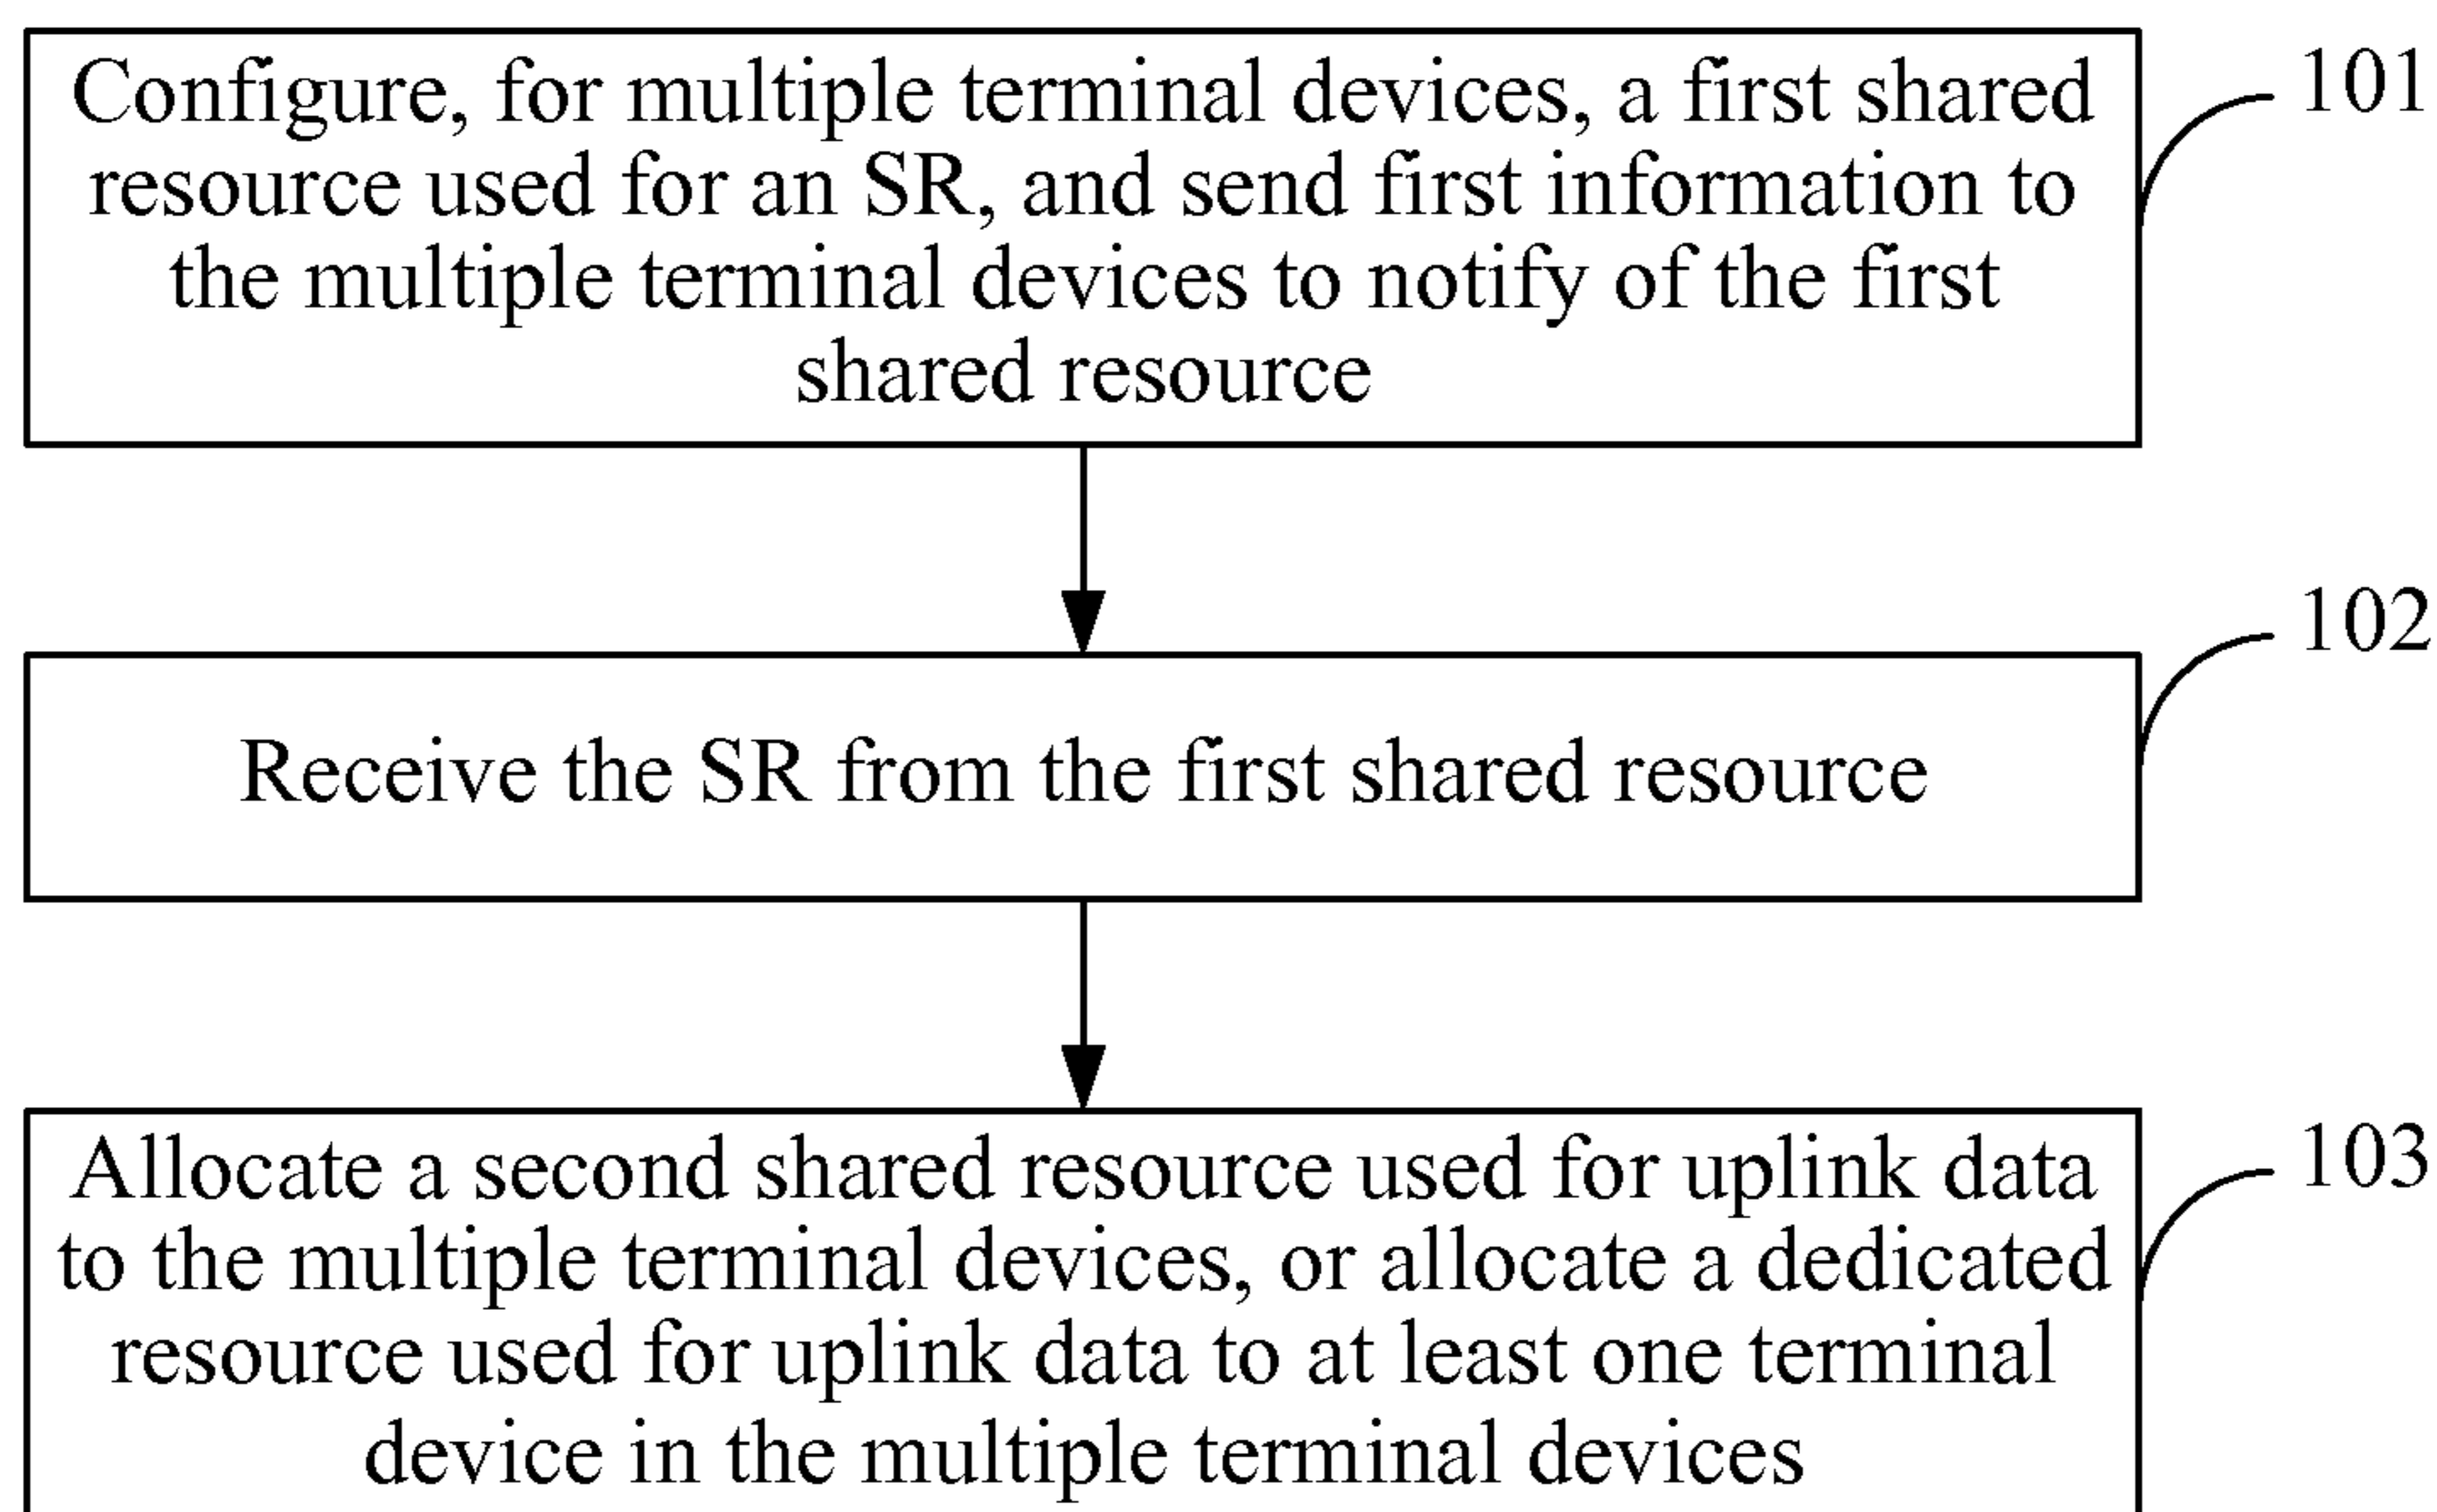 Configure, for multiple terminal devices, a first shared
resource used for an SR, and send first information to
the multiple terminal devices to notify of the first
shared resource
101
Receive the SR from the first shared resource
102
Allocate a second shared resource used for uplink data
to the multiple terminal devices, or allocate a dedicated
resource used for uplink data to at least one terminal
device in the multiple terminal devices
103